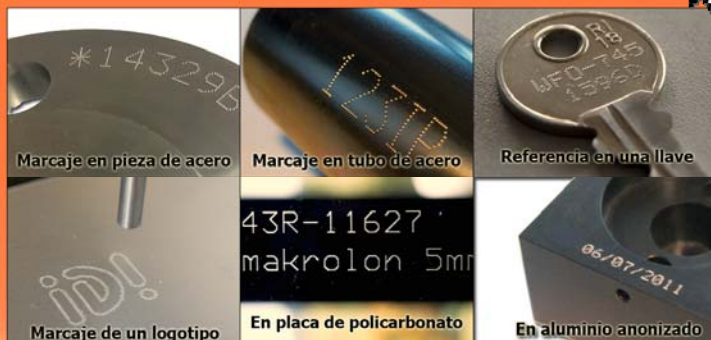 *14329B
Marcaje en pieza de acero
123IP
Marcaje en tubo de acero
WFO-745
13960
Referencia en una llave
iD!
Marcaje de un logotipo
43R-11627
makrolon 5mm
En placa de policarbonato
06/07/2011
En aluminio anonizado